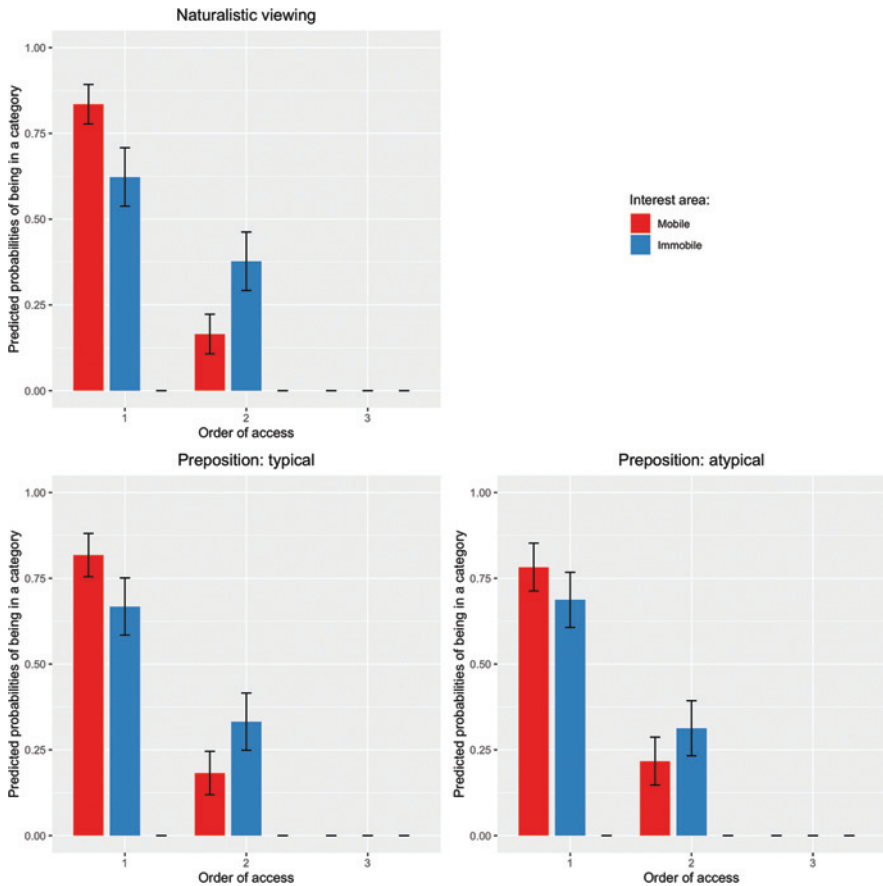 Naturalistic viewing
Predicted probabilities of being in a category
1.00
0.75
0.50
0.25
0.00
1 2 3
Order of access
Interest area:
Mobile
Immobile
Preposition: typical
Predicted probabilities of being in a category
1.00
0.75
0.50
0.25
0.00
1 2 3
Order of access
Preposition: atypical
Predicted probabilities of being in a category
1.00
0.75
0.50
0.25
0.00
1 2 3
Order of access